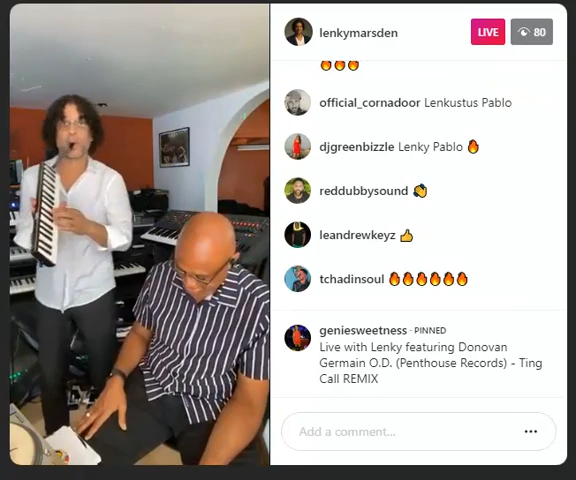 lenkymarsden
LIVE
80
🔥🔥🔥
official_cornadoor Lenkustus Pablo
djgreenbizzle Lenky Pablo 🔥
reddubbysound 👏
leandrewkeyz 👍
tchadinsoul 🔥🔥🔥🔥🔥🔥
geniesweetness · PINNED
Live with Lenky featuring Donovan
Germain O.D. (Penthouse Records) - Ting
Call REMIX
Add a comment...